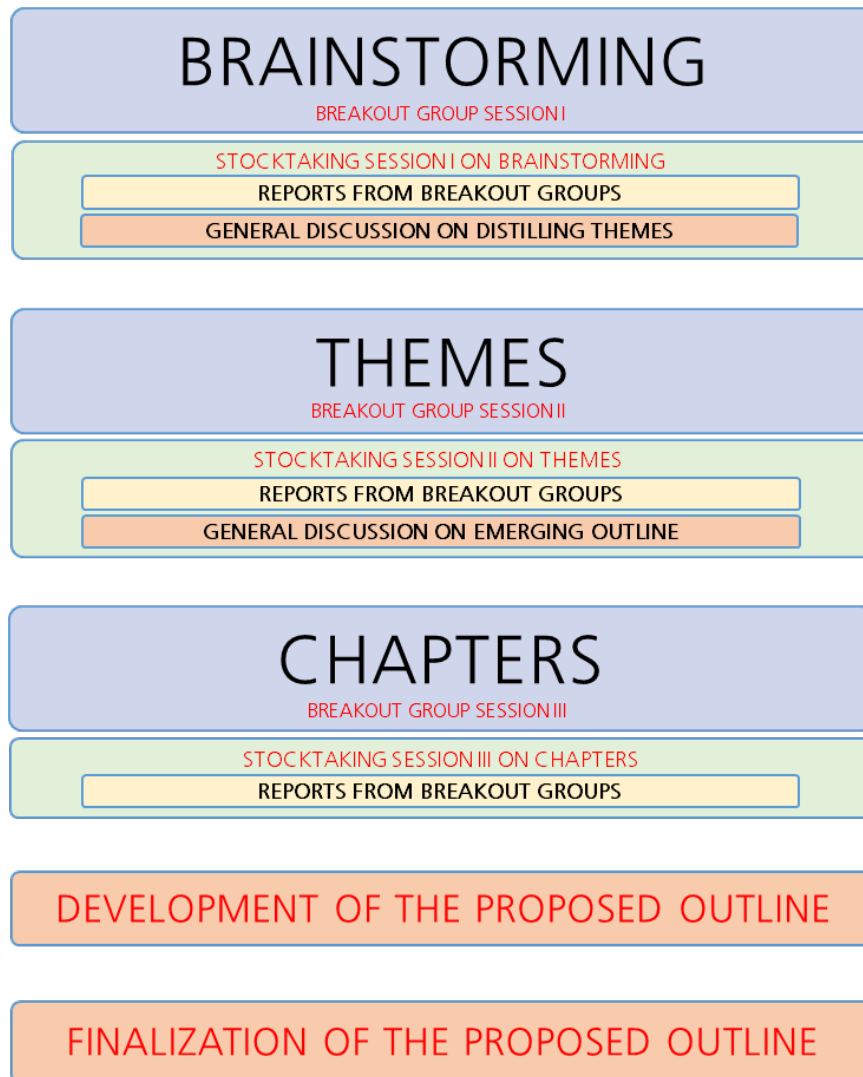 BRAINSTORMING
BREAKOUT GROUP SESSION I
STOCKTAKING SESSION I ON BRAINSTORMING
REPORTS FROM BREAKOUT GROUPS
GENERAL DISCUSSION ON DISTILLING THEMES
THEMES
BREAKOUT GROUP SESSION II
STOCKTAKING SESSION II ON THEMES
REPORTS FROM BREAKOUT GROUPS
GENERAL DISCUSSION ON EMERGING OUTLINE
CHAPTERS
BREAKOUT GROUP SESSION III
STOCKTAKING SESSION III ON CHAPTERS
REPORTS FROM BREAKOUT GROUPS
DEVELOPMENT OF THE PROPOSED OUTLINE
FINALIZATION OF THE PROPOSED OUTLINE